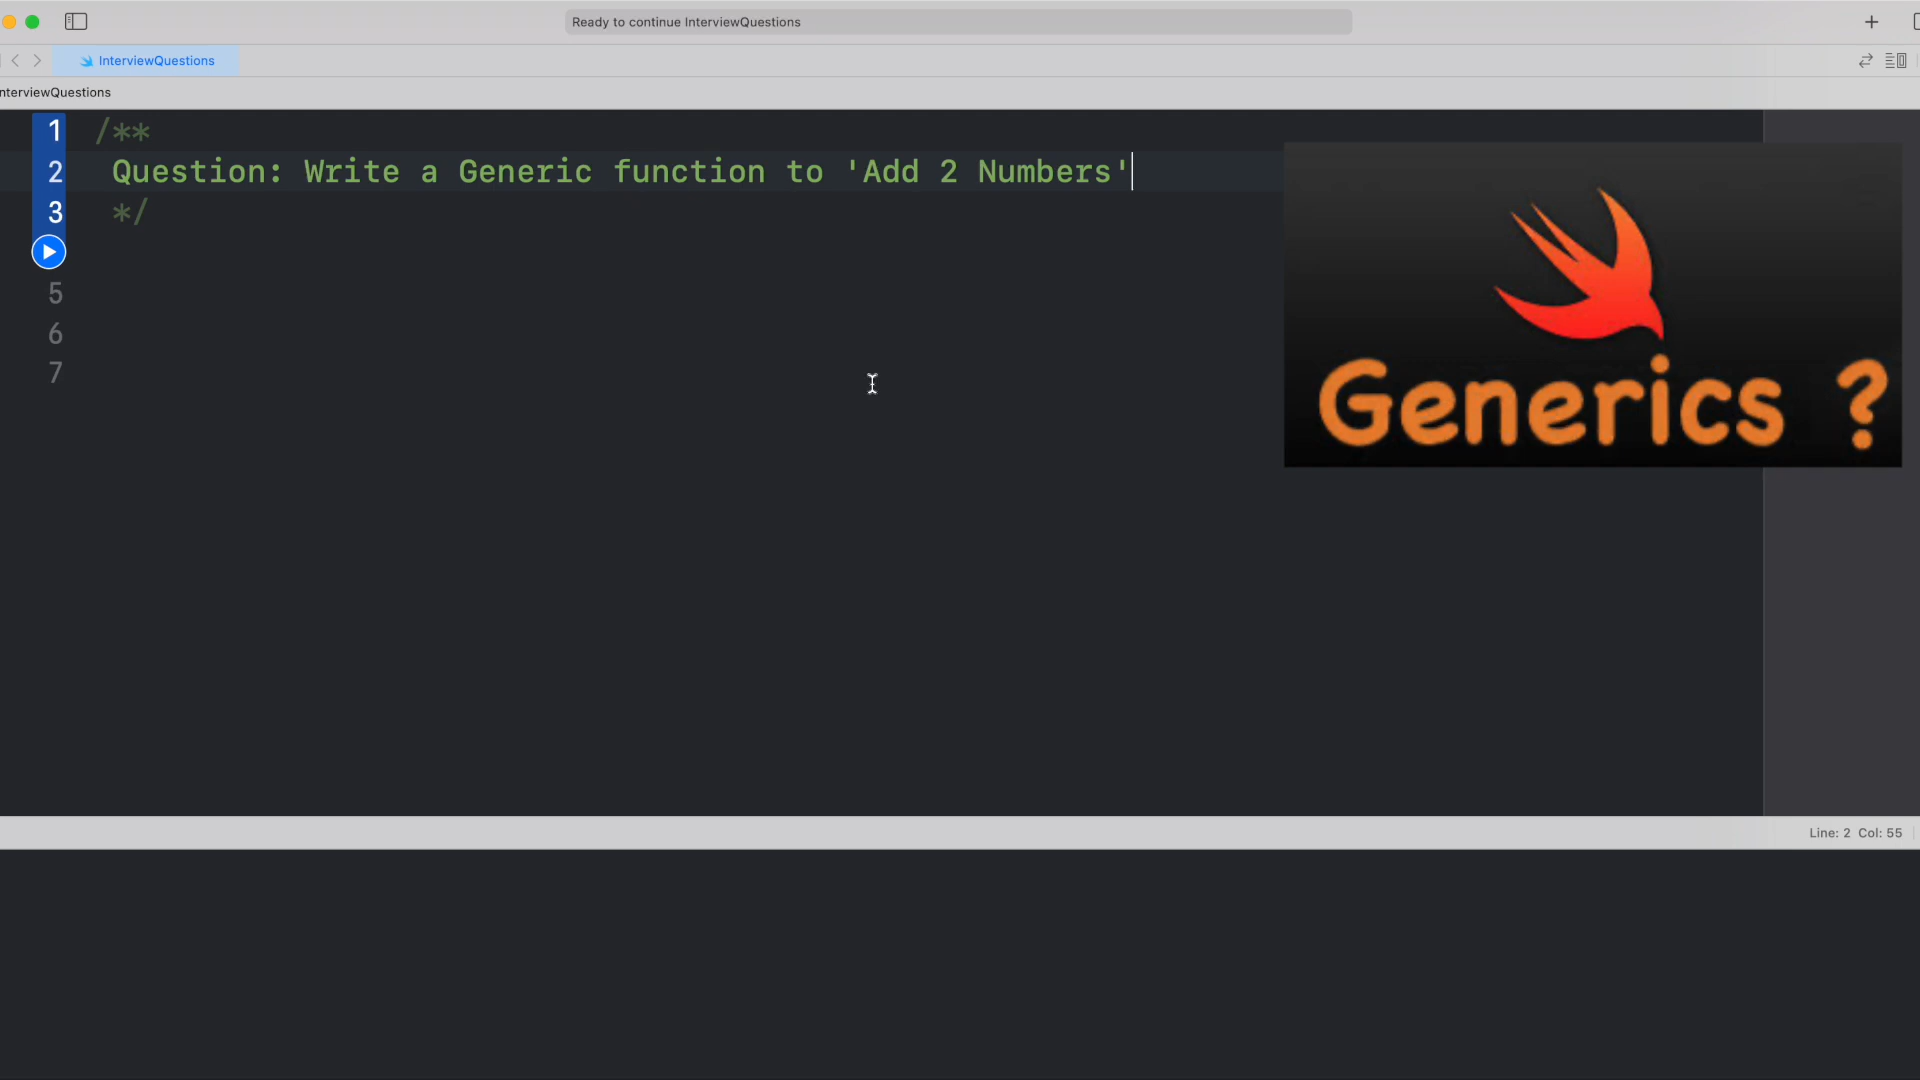 Ready to continue InterviewQuestions
InterviewQuestions
nterviewQuestions
1 /**
2 Question: Write a Generic function to 'Add 2 Numbers'
3 */
5
6
7
Generics ?
Line: 2 Col: 55